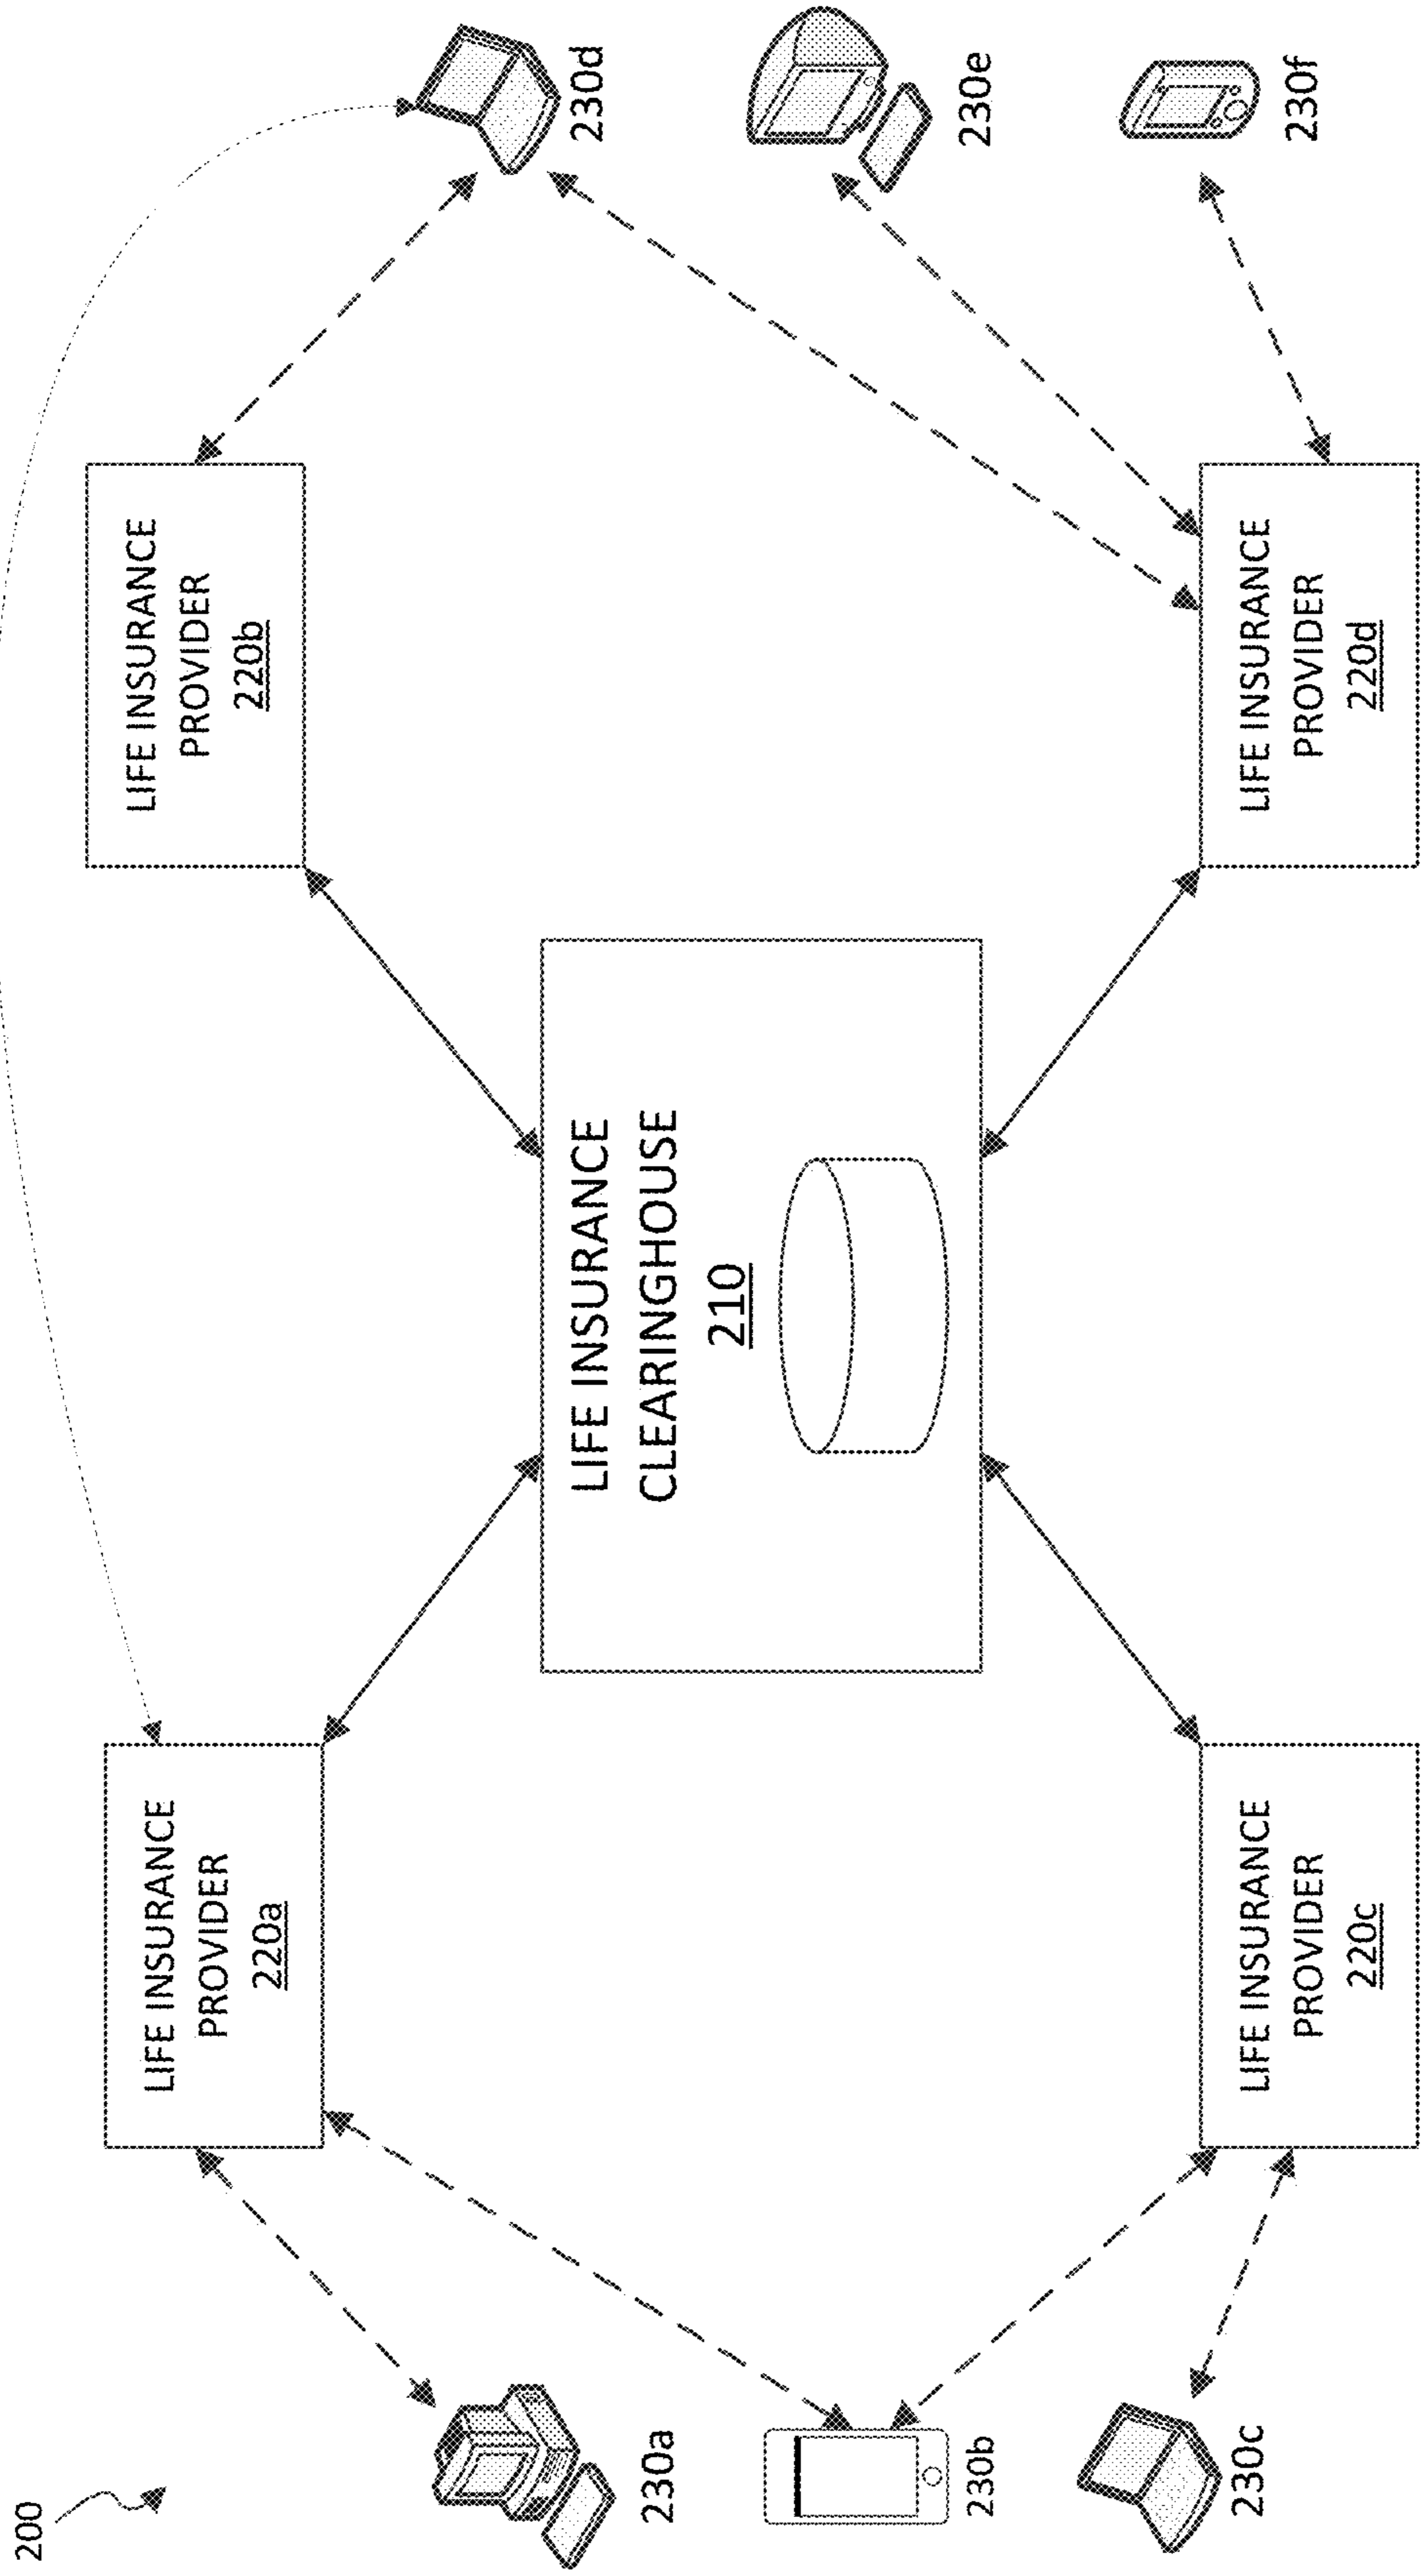 200
LIFE INSURANCE
PROVIDER
220a
LIFE INSURANCE
PROVIDER
220b
230a
230d
LIFE INSURANCE
CLEARINGHOUSE
210
230b
230e
LIFE INSURANCE
PROVIDER
220c
LIFE INSURANCE
PROVIDER
220d
230c
230f